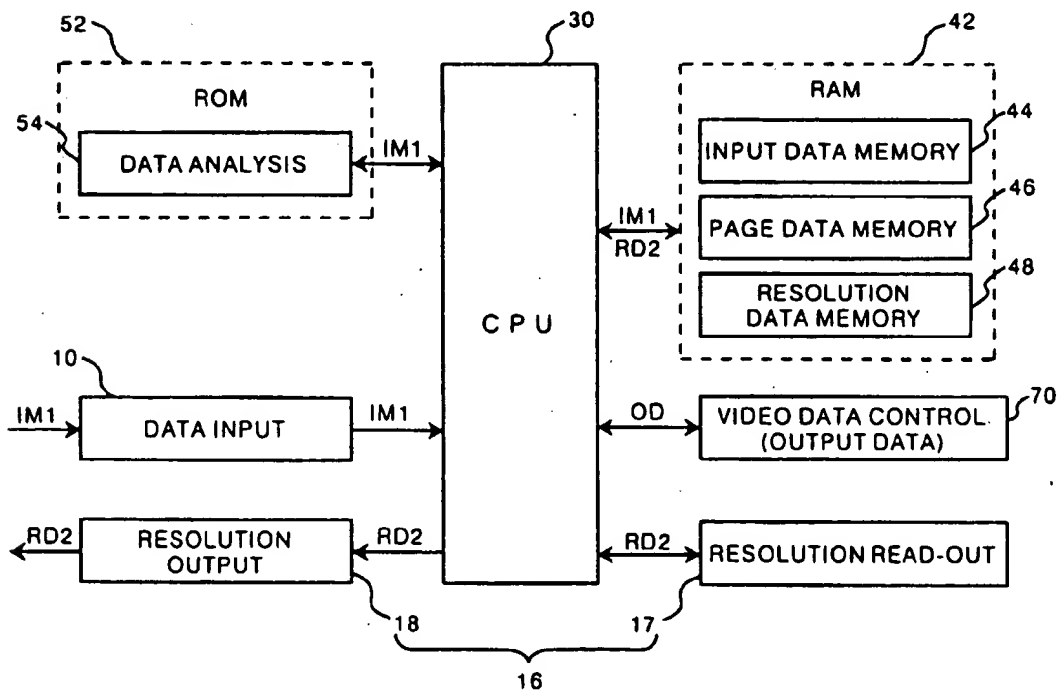 52
30
42
ROM
RAM
54
DATA ANALYSIS
IM1
44
INPUT DATA MEMORY
46
IM1
RD2
PAGE DATA MEMORY
48
RESOLUTION
DATA MEMORY
CPU
10
IM1
DATA INPUT
IM1
OD
VIDEO DATA CONTROL
(OUTPUT DATA)
70
RD2
RESOLUTION
OUTPUT
RD2
RD2
RESOLUTION READ-OUT
18
17
16